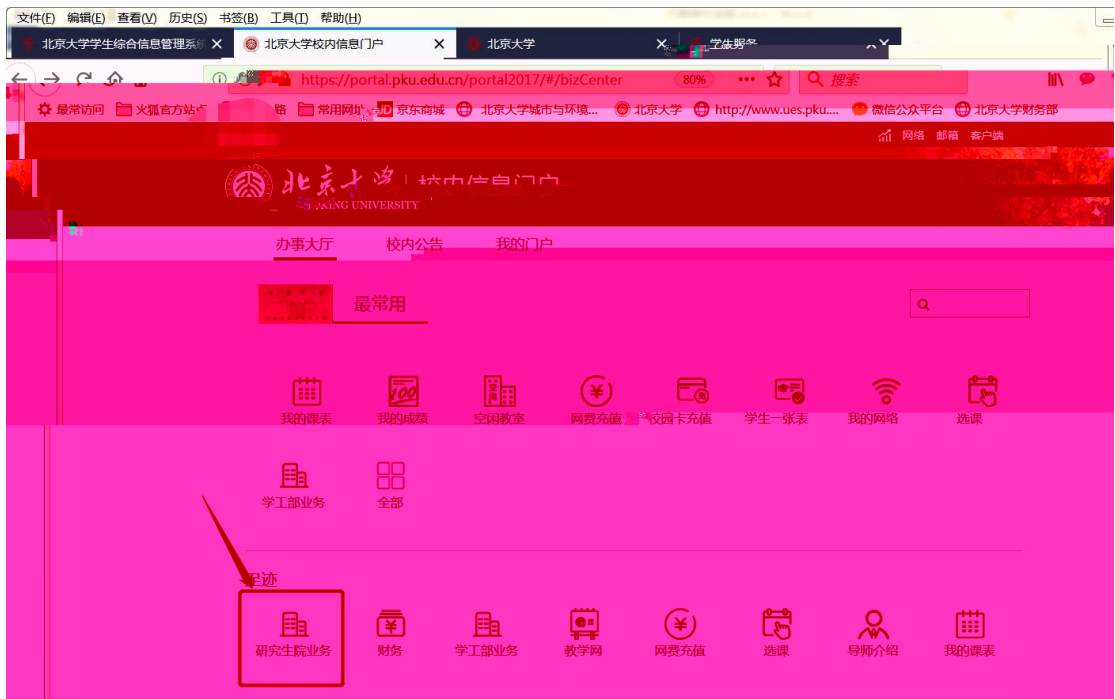 文件(F) 编辑(E) 查看(V) 历史(S) 书签(B) 工具(T) 帮助(H)
北京大学学生综合信息管理系统 × 北京大学校内信息门户 × 北京大学 ×
https://portal.pku.edu.cn/portal2017/#/bizCenter 80% 搜索
最常访问 火狐官方站点 常用网址 JD 京东商城 北京大学城市与环境... 北京大学 http://www.ues.pku.... 微信公众平台 北京大学财务部
网络 邮箱 客户端
北京大学 校内信息门户
UNIVERSITY
办事大厅 校内公告 我的门户
最常用
我的课表 我的成绩 空闲教室 网费充值 校园卡充值 学生一张表 我的网络 选课
学工部业务 全部
足迹
研究生院业务 财务 学工部业务 教学网 网费充值 选课 导师介绍 我的课表